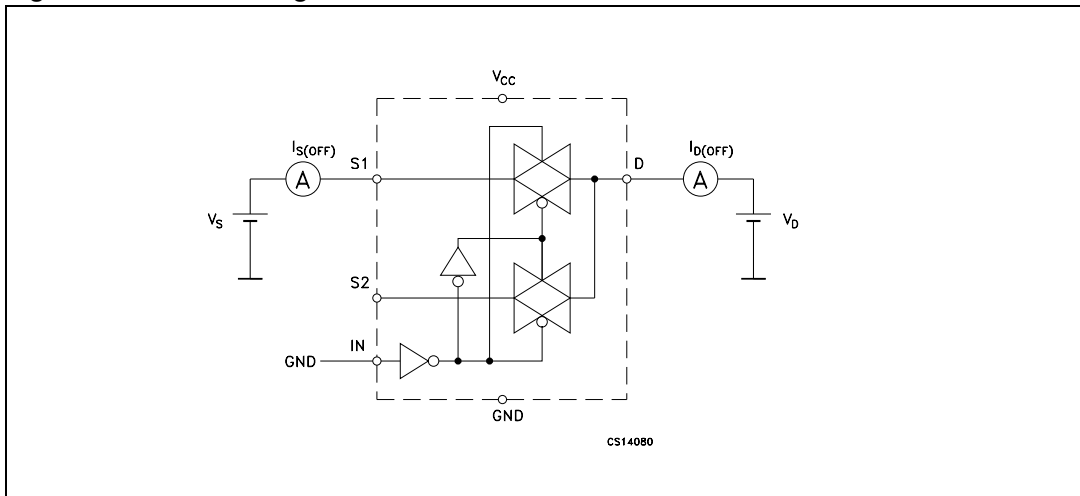 VCC
IS(OFF)
S1
D
ID(OFF)
A
A
VS
VD
S2
IN
GND
GND
CS14080